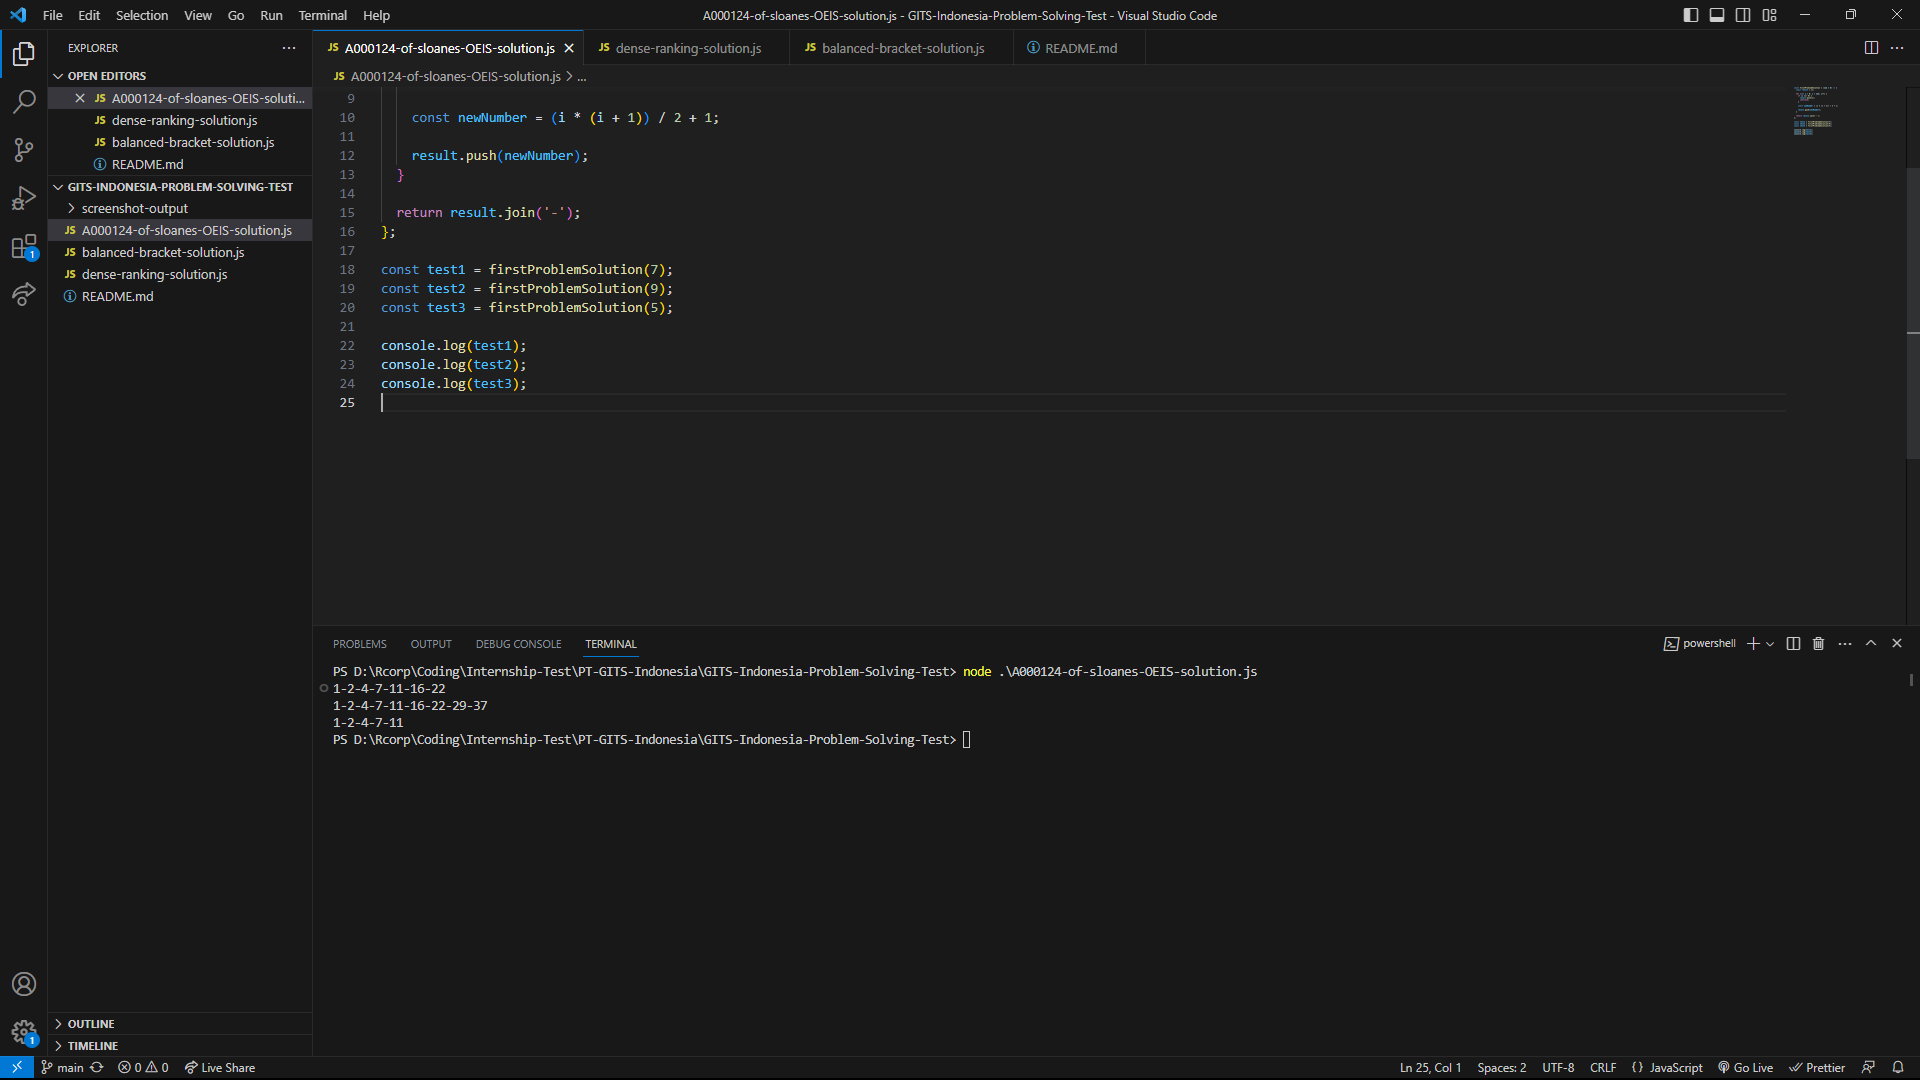 File Edit Selection View Go Run Terminal Help
A000124-of-sloanes-OEIS-solution.js - GITS-Indonesia-Problem-Solving-Test - Visual Studio Code
EXPLORER
OPEN EDITORS
JS A000124-of-sloanes-OEIS-soluti...
JS dense-ranking-solution.js
JS balanced-bracket-solution.js
README.md
GITS-INDONESIA-PROBLEM-SOLVING-TEST
screenshot-output
JS A000124-of-sloanes-OEIS-solution.js
JS balanced-bracket-solution.js
JS dense-ranking-solution.js
README.md
OUTLINE
TIMELINE
1
1
JS A000124-of-sloanes-OEIS-solution.js JS dense-ranking-solution.js JS balanced-bracket-solution.js README.md
JS A000124-of-sloanes-OEIS-solution.js > ...
9
10 const newNumber = (i * (i + 1)) / 2 + 1;
11
12 result.push(newNumber);
13 }
14
15 return result.join('-');
16 };
17
18 const test1 = firstProblemSolution(7);
19 const test2 = firstProblemSolution(9);
20 const test3 = firstProblemSolution(5);
21
22 console.log(test1);
23 console.log(test2);
24 console.log(test3);
25
PROBLEMS OUTPUT DEBUG CONSOLE TERMINAL powershell
PS D:\Rcorp\Coding\Internship-Test\PT-GITS-Indonesia\GITS-Indonesia-Problem-Solving-Test> node .\A000124-of-sloanes-OEIS-solution.js
1-2-4-7-11-16-22
1-2-4-7-11-16-22-29-37
1-2-4-7-11
PS D:\Rcorp\Coding\Internship-Test\PT-GITS-Indonesia\GITS-Indonesia-Problem-Solving-Test>
main 0 0 Live Share Ln 25, Col 1 Spaces: 2 UTF-8 CRLF {} JavaScript Go Live Prettier